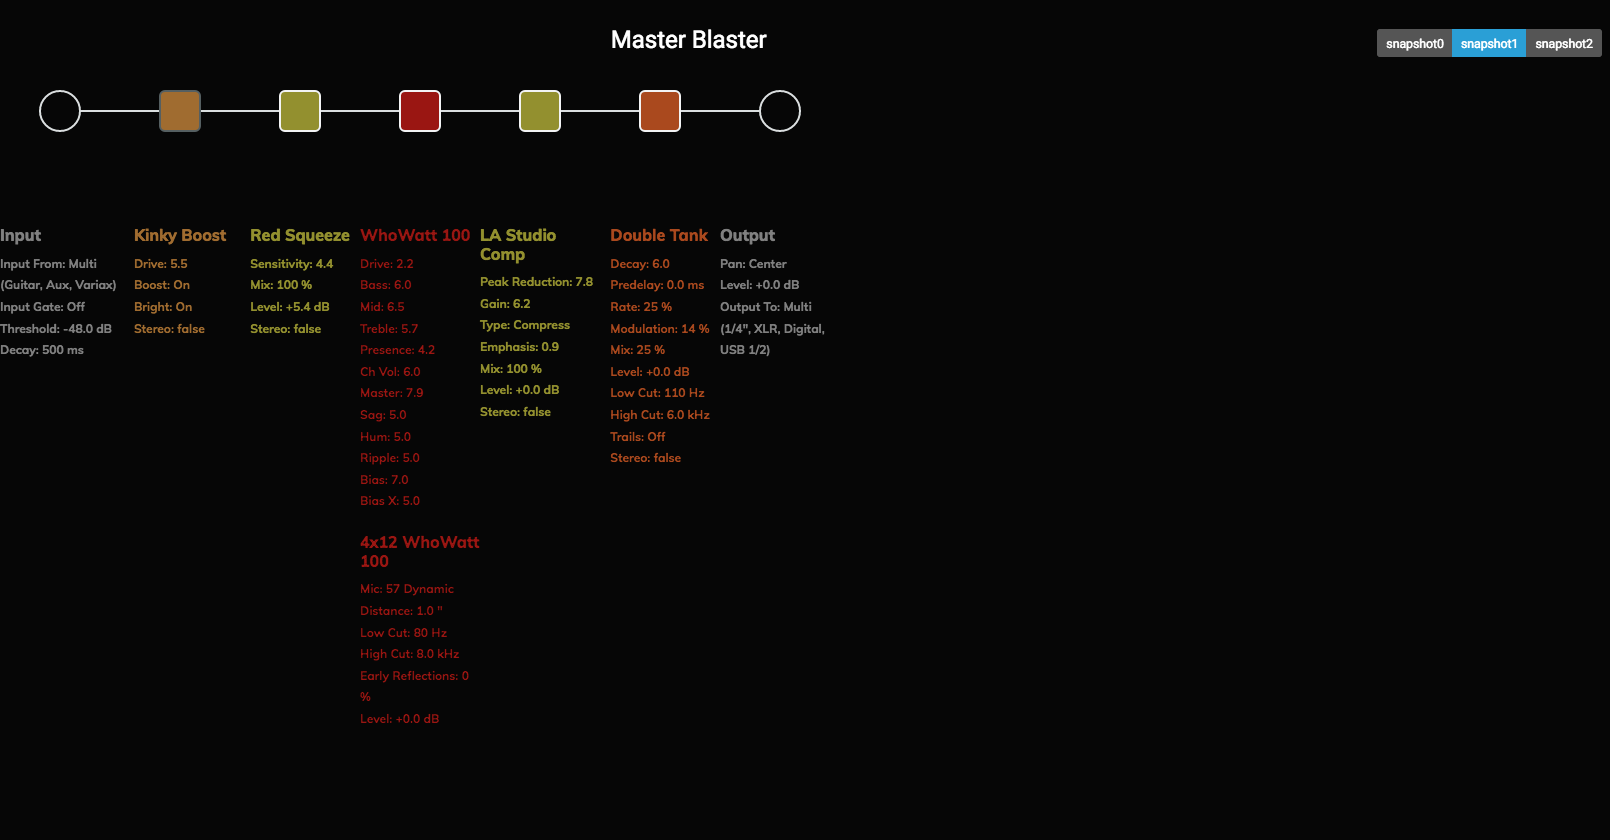 Master Blaster
snapshot0 snapshot1 snapshot2
Input
Input From: Multi
(Guitar, Aux, Variax)
Input Gate: Off
Threshold: -48.0 dB
Decay: 500 ms
Kinky Boost
Drive: 5.5
Boost: On
Bright: On
Stereo: false
Red Squeeze
Sensitivity: 4.4
Mix: 100 %
Level: +5.4 dB
Stereo: false
WhoWatt 100
Drive: 2.2
Bass: 6.0
Mid: 6.5
Treble: 5.7
Presence: 4.2
Ch Vol: 6.0
Master: 7.9
Sag: 5.0
Hum: 5.0
Ripple: 5.0
Bias: 7.0
Bias X: 5.0
4x12 WhoWatt
100
Mic: 57 Dynamic
Distance: 1.0 "
Low Cut: 80 Hz
High Cut: 8.0 kHz
Early Reflections: 0
%
Level: +0.0 dB
LA Studio
Comp
Peak Reduction: 7.8
Gain: 6.2
Type: Compress
Emphasis: 0.9
Mix: 100 %
Level: +0.0 dB
Stereo: false
Double Tank
Decay: 6.0
Predelay: 0.0 ms
Rate: 25 %
Modulation: 14 %
Mix: 25 %
Level: +0.0 dB
Low Cut: 110 Hz
High Cut: 6.0 kHz
Trails: Off
Stereo: false
Output
Pan: Center
Level: +0.0 dB
Output To: Multi
(1/4", XLR, Digital,
USB 1/2)